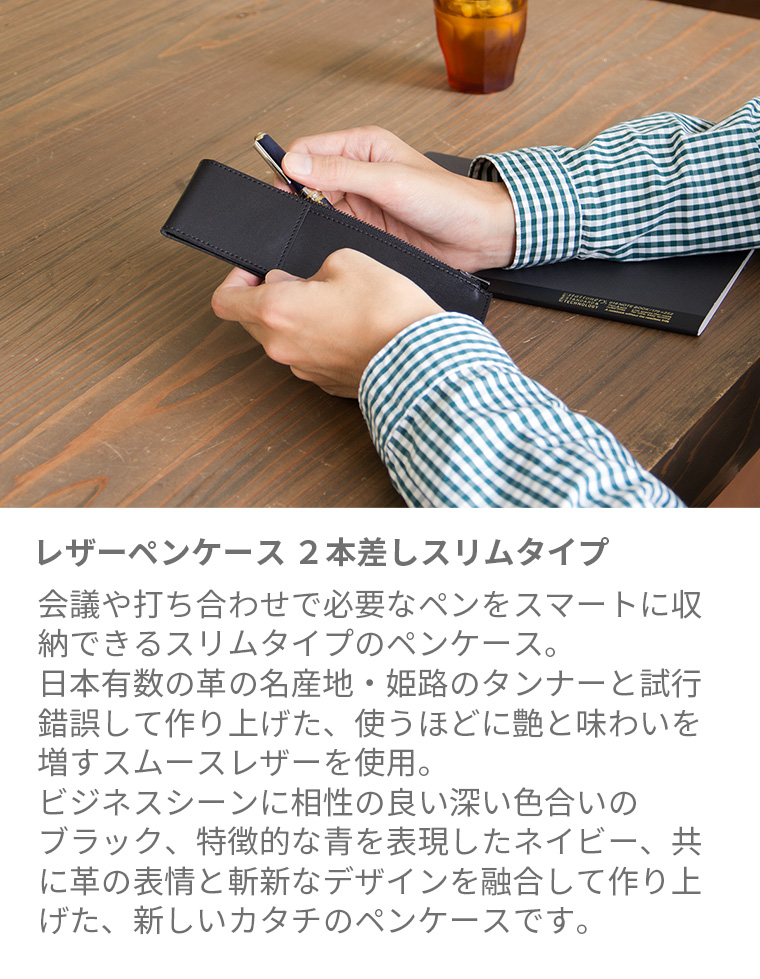 レザーペンケース ２本差しスリムタイプ
会議や打ち合わせで必要なペンをスマートに収
納できるスリムタイプのペンケース。
日本有数の革の名産地・姫路のタンナーと試行
錯誤して作り上げた、使うほどに艶と味わいを
増すスムースレザーを使用。
ビジネスシーンに相性の良い深い色合いの
ブラック、特徴的な青を表現したネイビー、共
に革の表情と斬新なデザインを融合して作り上
げた、新しいカタチのペンケースです。
TECHNOLOGY